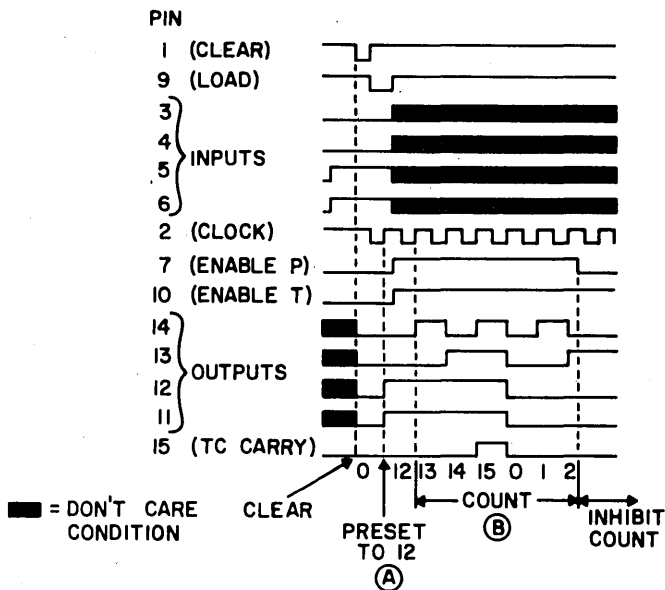 PIN
1 (CLEAR)
9 (LOAD)
3
4
INPUTS
5
6
2 (CLOCK)
7 (ENABLE P)
10 (ENABLE T)
14
13
OUTPUTS
12
11
15 (TC CARRY)
0 12 13 14 15 0 1 2
= DON'T CARE
CONDITION
CLEAR
COUNT
B
INHIBIT
COUNT
PRESET
TO 12
A